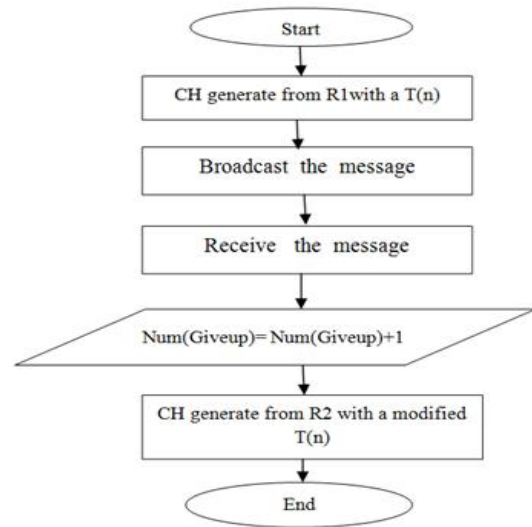 Start
CH generate from R1with a T(n)
Broadcast the message
Receive the message
Num(Giveup)= Num(Giveup)+1
CH generate from R2 with a modified
T(n)
End